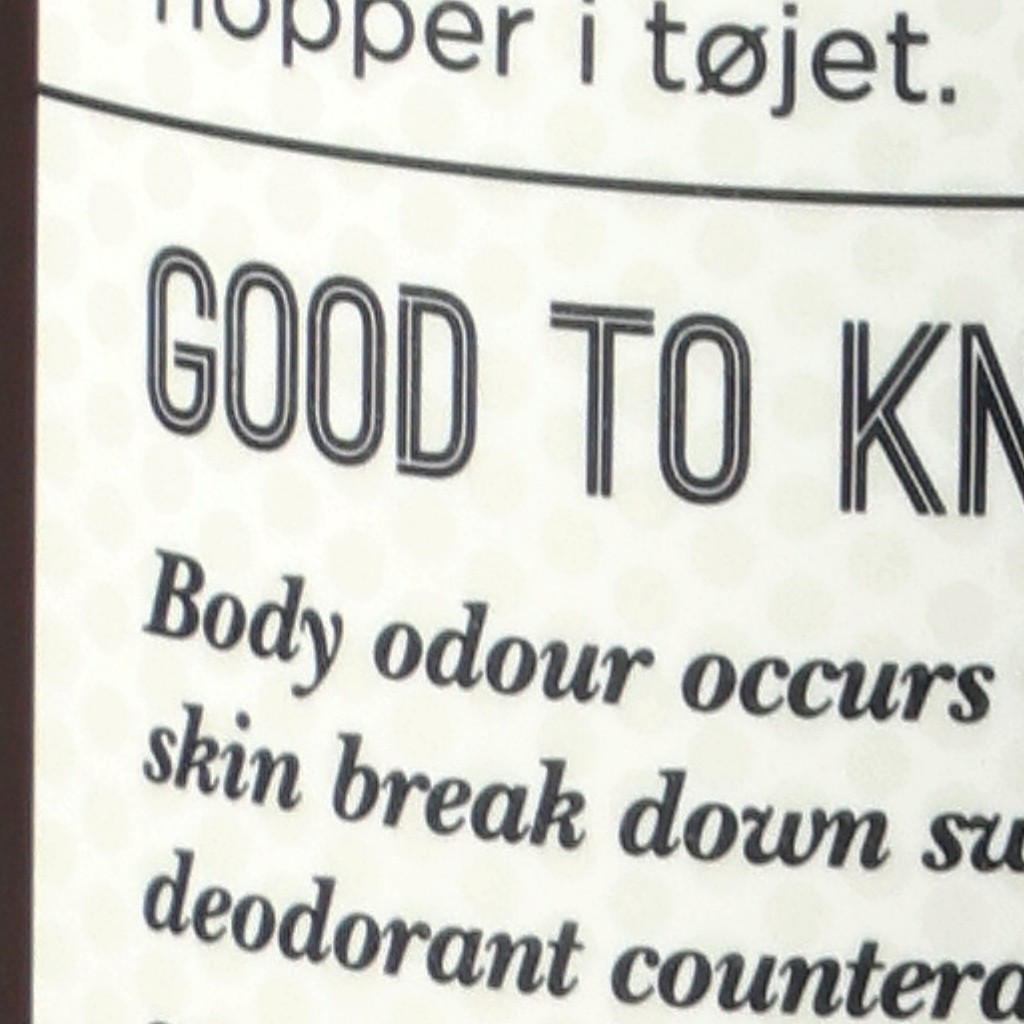 hopper i tøjet.
GOOD TO KN
Body odour occurs
skin break down su
deodorant countera